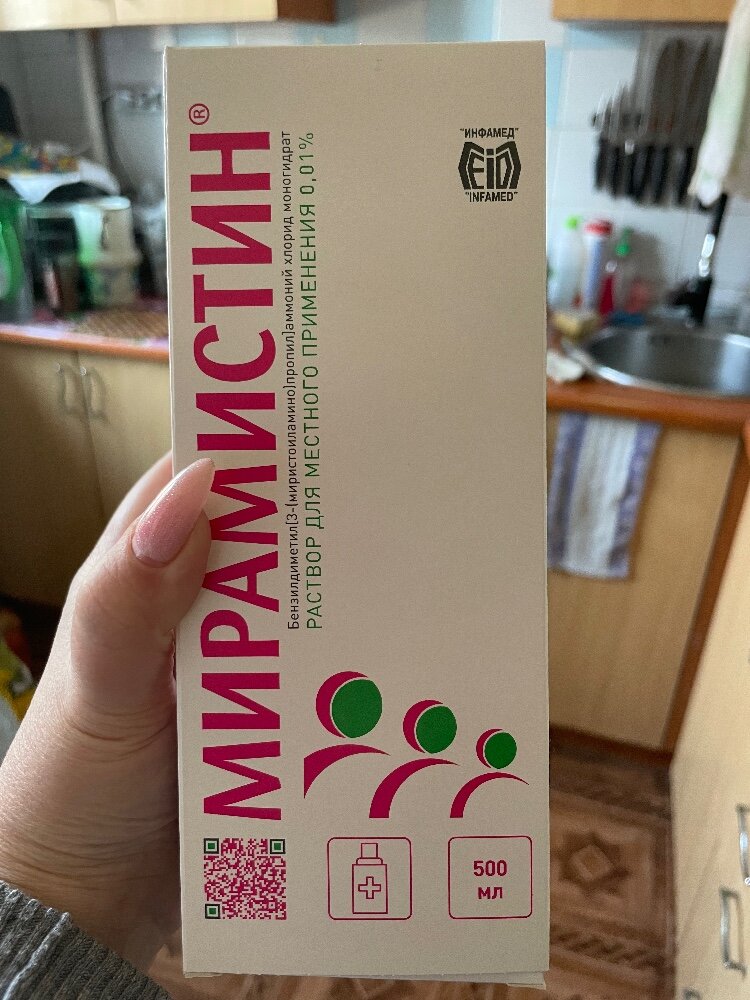 МИРАМИСТИН®
Бензилдиметил[3-(миристоиламино)пропил]аммоний хлорид моногидрат
РАСТВОР ДЛЯ МЕСТНОГО ПРИМЕНЕНИЯ 0,01%
"ИНФАМЕД"
"INFAMED"
500
мл